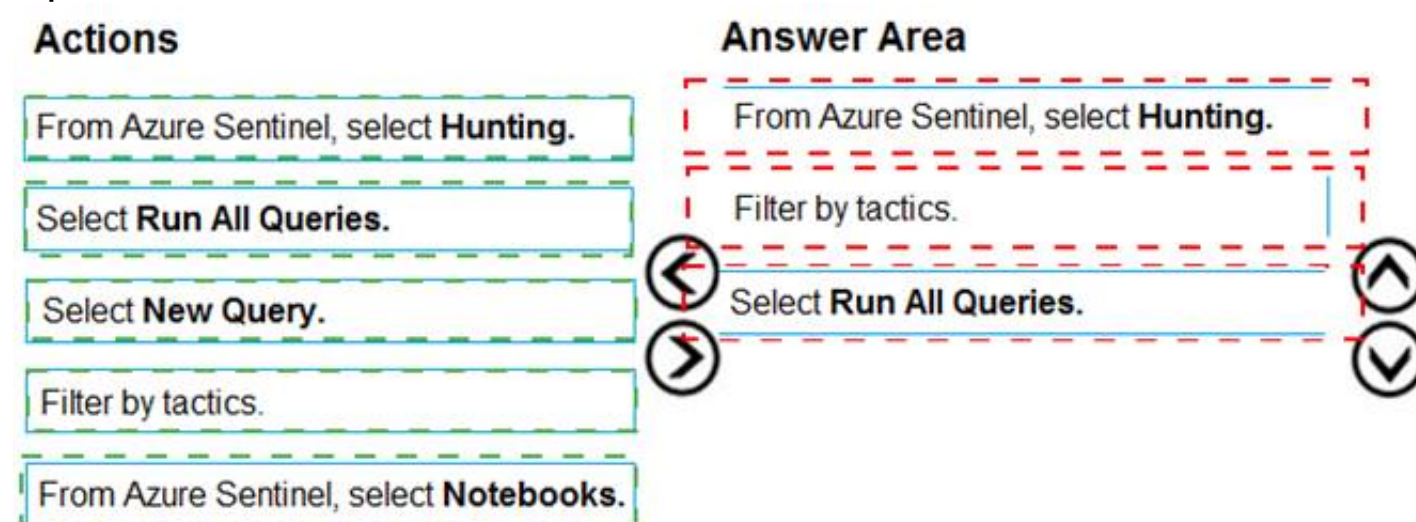 Actions
From Azure Sentinel, select Hunting.
Select Run All Queries.
Select New Query.
Filter by tactics.
From Azure Sentinel, select Notebooks.
Answer Area
From Azure Sentinel, select Hunting.
Filter by tactics.
Select Run All Queries.